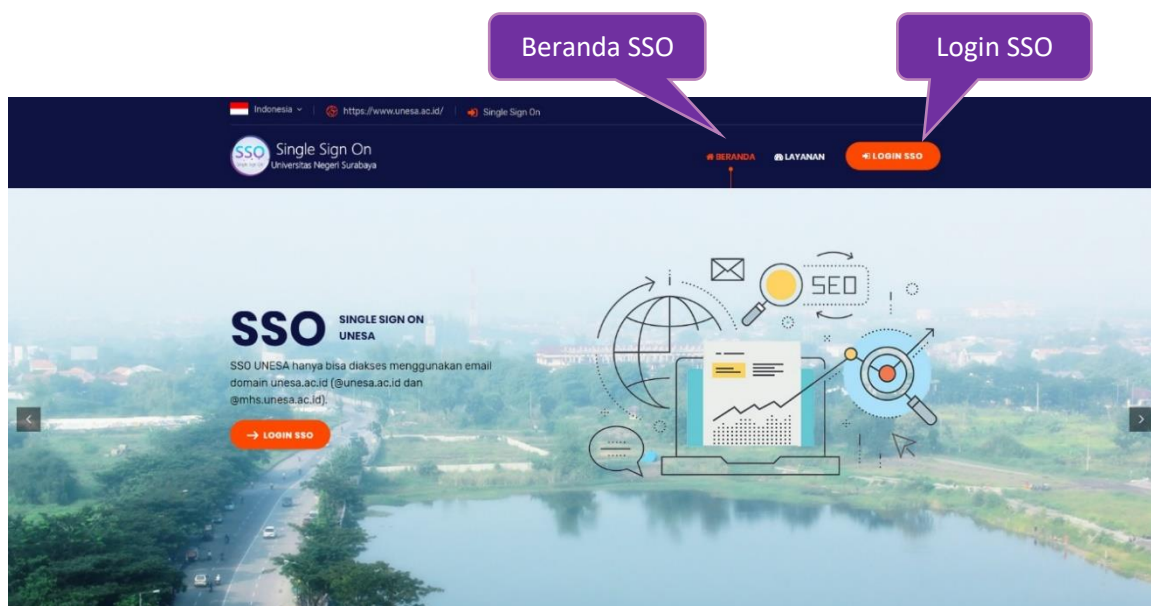 Beranda SSO
Login SSO
Indonesia
https://www.unesa.ac.id/
Single Sign On
SSO
Single Sign On
Universitas Negeri Surabaya
BERANDA
LAYANAN
LOGIN SSO
SEO
SSO
SINGLE SIGN ON
UNESA
SSO UNESA hanya bisa diakses menggunakan email
domain unesa.ac.id (@unesa.ac.id dan
@mhs.unesa.ac.id).
LOGIN SSO